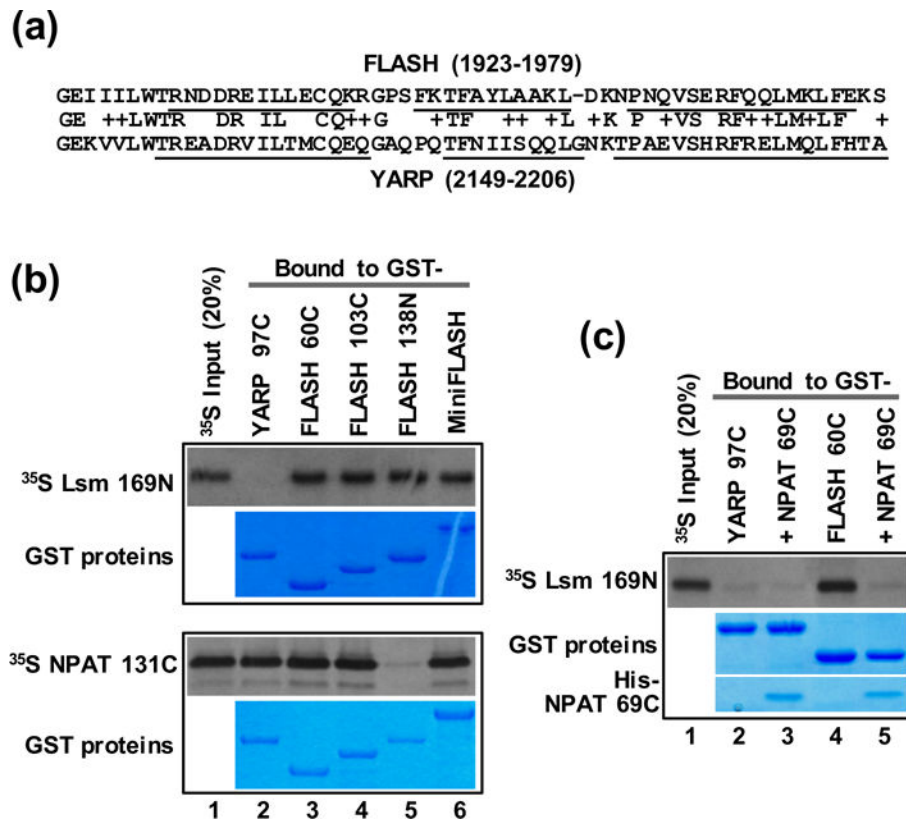 (a)
FLASH (1923-1979)
GEIIILWTRNDDREILLECQKRGPSFKTFAYLAAKL-DKNPNQVSERFQQLMKLFEKS
GE ++LWTR DR IL CQ++G +TF ++ +L +K P +VS RF++LM+LF +
GEKVVLWTREADRVILTMCQEQGAQPQTFNIISQQLGNKTPAEVSHRFRELMQLFHTA
YARP (2149-2206)
(b)
Bound to GST-
35S Input (20%)
YARP 97C
FLASH 60C
FLASH 103C
FLASH 138N
MiniFLASH
35S Lsm 169N
GST proteins
35S NPAT 131C
GST proteins
1 2 3 4 5 6
(c)
Bound to GST-
35S Input (20%)
YARP 97C
+ NPAT 69C
FLASH 60C
+ NPAT 69C
35S Lsm 169N
GST proteins
His-
NPAT 69C
1 2 3 4 5